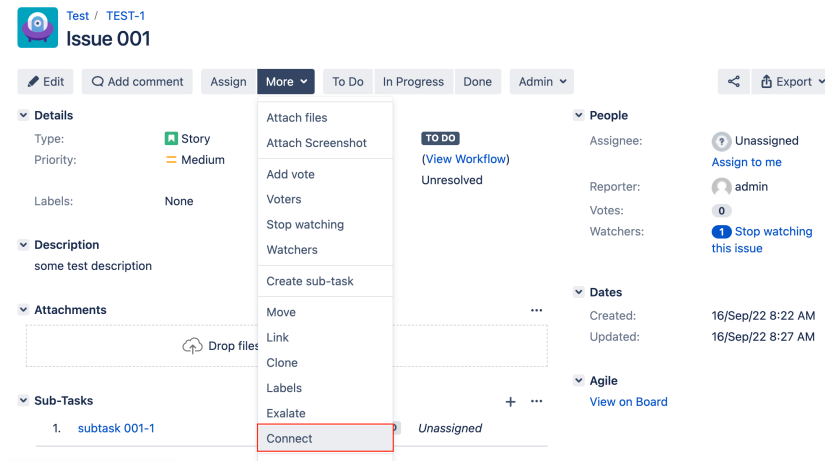 Test / TEST-1
Issue 001
Edit Add comment Assign More To Do In Progress Done Admin Export
Details
Type: Story
Priority: Medium
Labels: None
TO DO
(View Workflow)
Unresolved
Description
some test description
Attachments
Drop files
Sub-Tasks
1. subtask 001-1 Unassigned
Attach files
Attach Screenshot
Add vote
Voters
Stop watching
Watchers
Create sub-task
Move
Link
Clone
Labels
Exalate
Connect
People
Assignee: Unassigned
Assign to me
Reporter: admin
Votes: 0
Watchers: 1 Stop watching
this issue
Dates
Created: 16/Sep/22 8:22 AM
Updated: 16/Sep/22 8:27 AM
Agile
View on Board